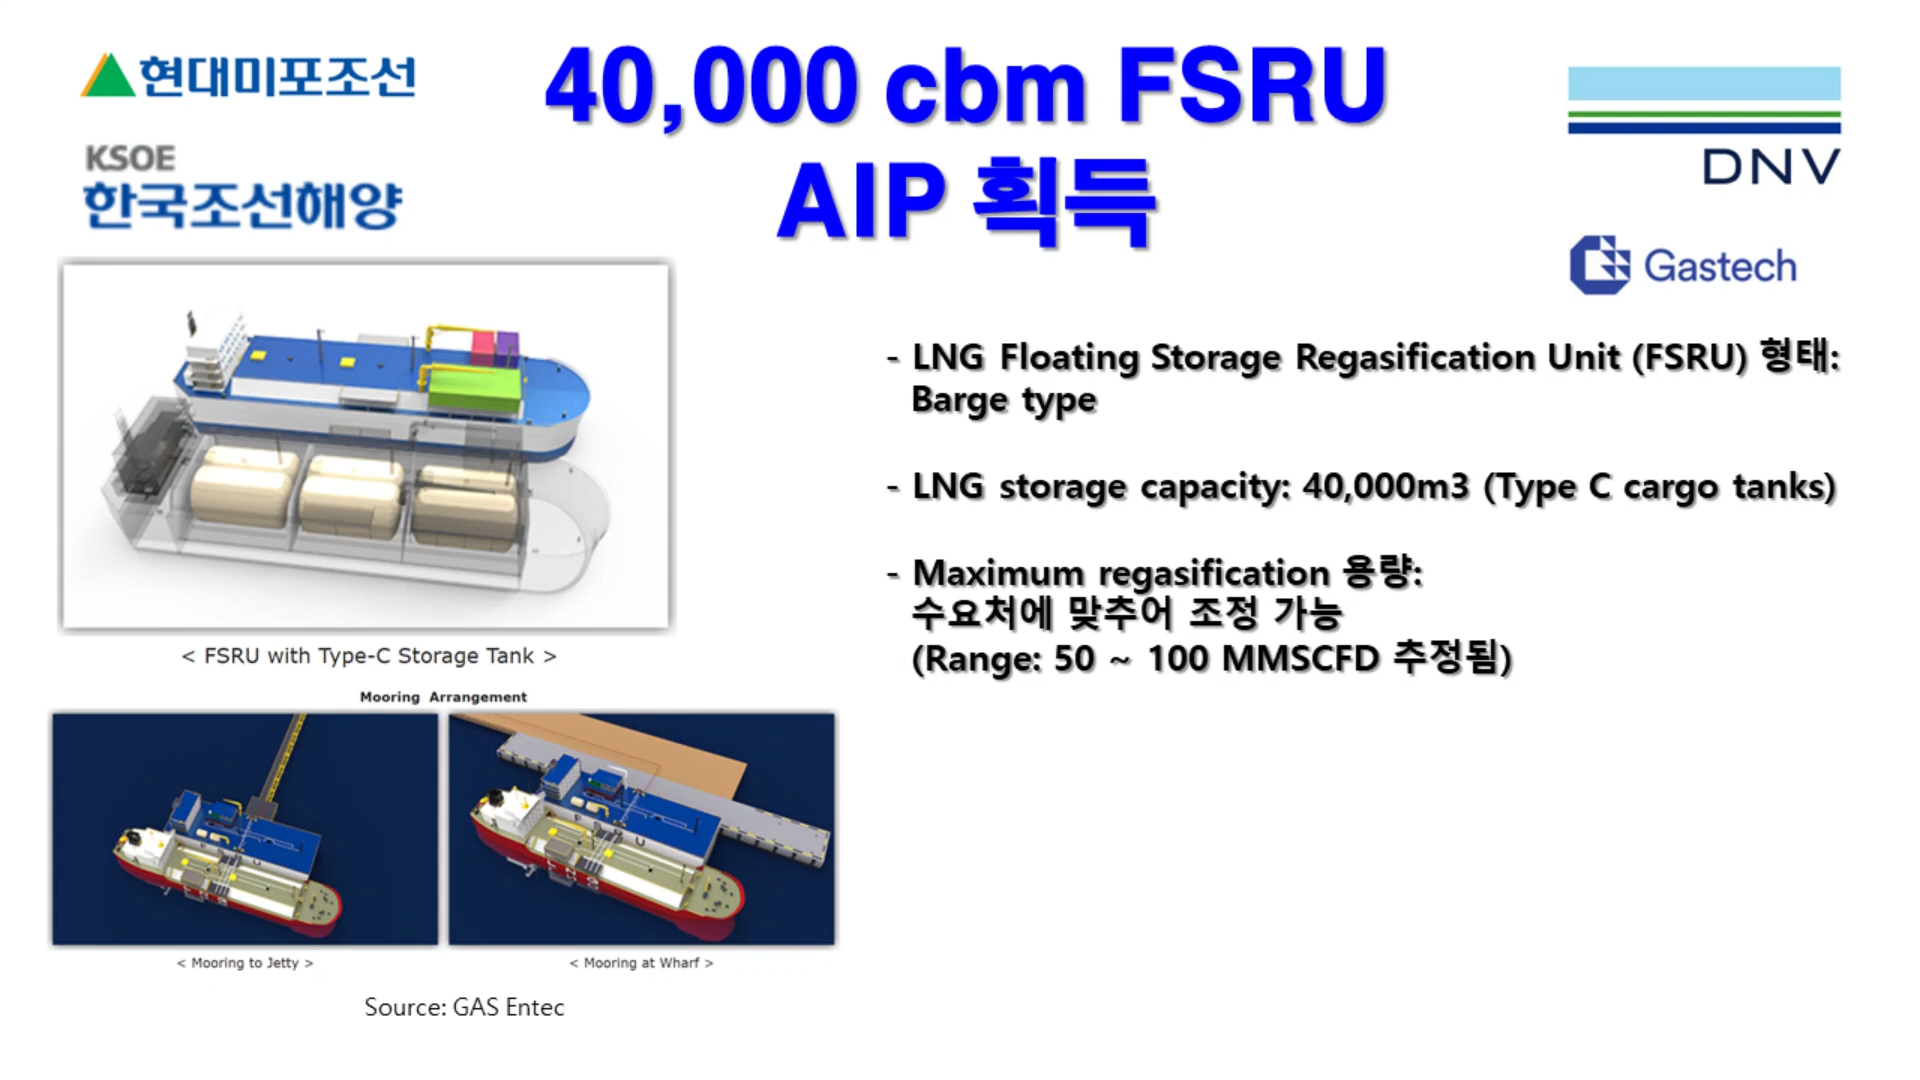 현대미포조선
KSOE
한국조선해양
40,000 cbm FSRU
AIP 획득
DNV
Gastech
- LNG Floating Storage Regasification Unit (FSRU) 형태:
Barge type
- LNG storage capacity: 40,000m3 (Type C cargo tanks)
- Maximum regasification 용량:
수요처에 맞추어 조정 가능
(Range: 50 ~ 100 MMSCFD 추정됨)
< FSRU with Type-C Storage Tank >
Mooring Arrangement
< Mooring to Jetty >
< Mooring at Wharf >
Source: GAS Entec